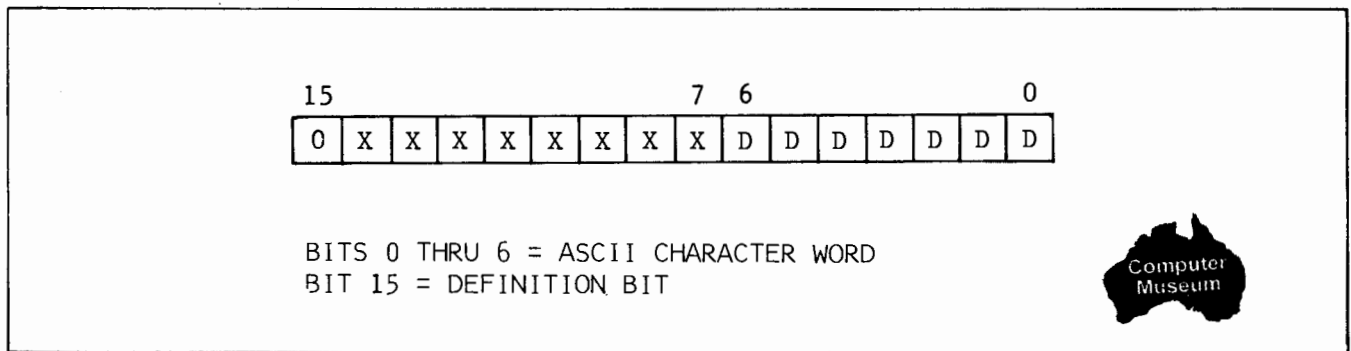 15 7 6 0
0 X X X X X X X X D D D D D D D
BITS 0 THRU 6 = ASCII CHARACTER WORD
BIT 15 = DEFINITION BIT
Computer
Museum